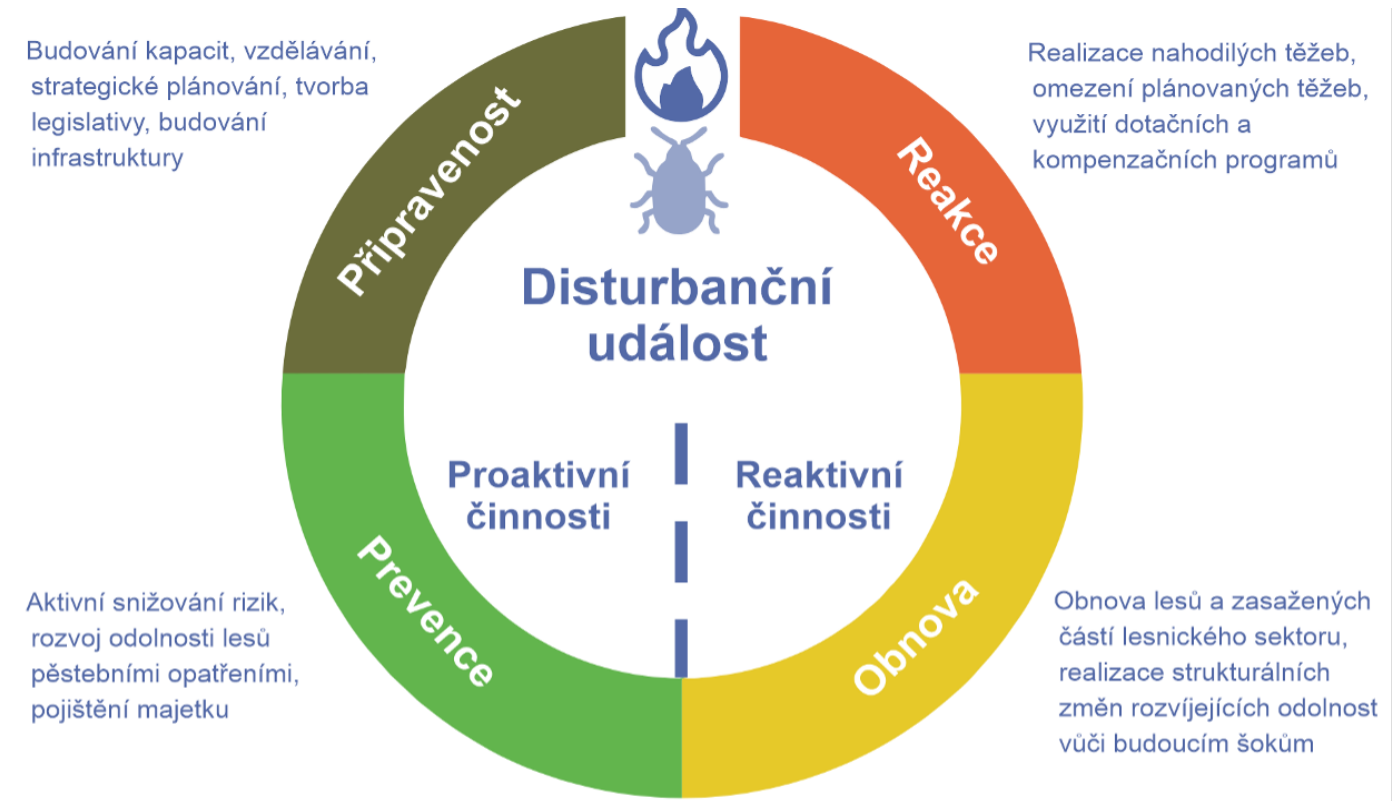 Budování kapacit, vzdělávání,
strategické plánování, tvorba
legislativy, budování
infrastruktury
Realizace nahodilých těžeb,
omezení plánovaných těžeb,
využití dotačních a
kompenzačních programů
Připravenost
Reakce
Disturbanční
událost
Proaktivní
činnosti
Reaktivní
činnosti
Prevence
Obnova
Aktivní snižování rizik,
rozvoj odolnosti lesů
pěstebními opatřeními,
pojištění majetku
Obnova lesů a zasažených
částí lesnického sektoru,
realizace strukturálních
změn rozvíjejících odolnost
vůči budoucím šokům